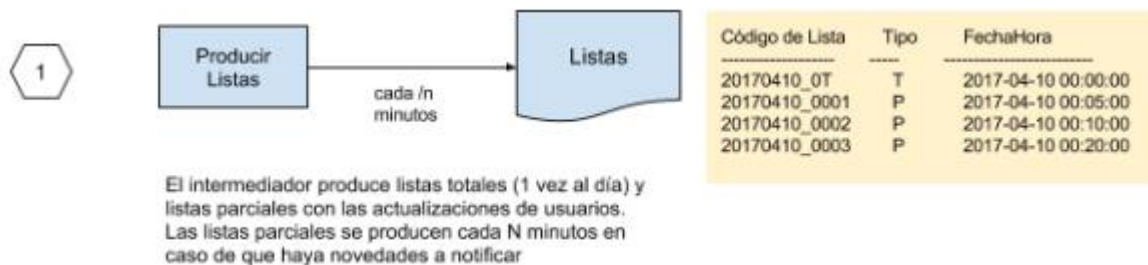 1
Producir
Listas
cada /n
minutos
Listas
Código de Lista Tipo FechaHora
-------------------- ----- --------------------------
20170410_0T T 2017-04-10 00:00:00
20170410_0001 P 2017-04-10 00:05:00
20170410_0002 P 2017-04-10 00:10:00
20170410_0003 P 2017-04-10 00:20:00
El intermediador produce listas totales (1 vez al día) y
listas parciales con las actualizaciones de usuarios.
Las listas parciales se producen cada N minutos en
caso de que haya novedades a notificar